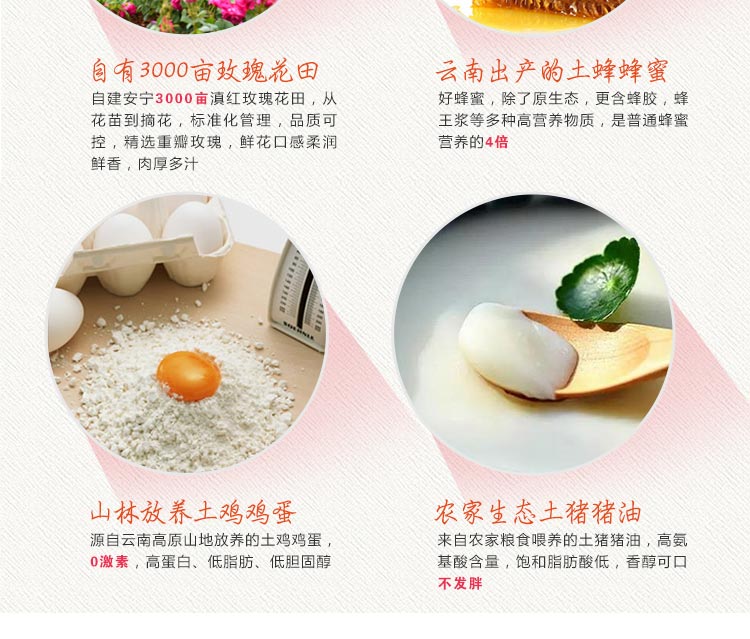 自有3000亩玫瑰花田
自建安宁3000亩滇红玫瑰花田，从
花苗到摘花，标准化管理，品质可
控，精选重瓣玫瑰，鲜花口感柔润
鲜香，肉厚多汁
云南出产的土蜂蜂蜜
好蜂蜜，除了原生态，更含蜂胶，蜂
王浆等多种高营养物质，是普通蜂蜜
营养的4倍
山林放养土鸡鸡蛋
源自云南高原山地放养的土鸡鸡蛋，
0激素，高蛋白、低脂肪、低胆固醇
农家生态土猪猪油
来自农家粮食喂养的土猪猪油，高氨
基酸含量，饱和脂肪酸低，香醇可口
不发胖